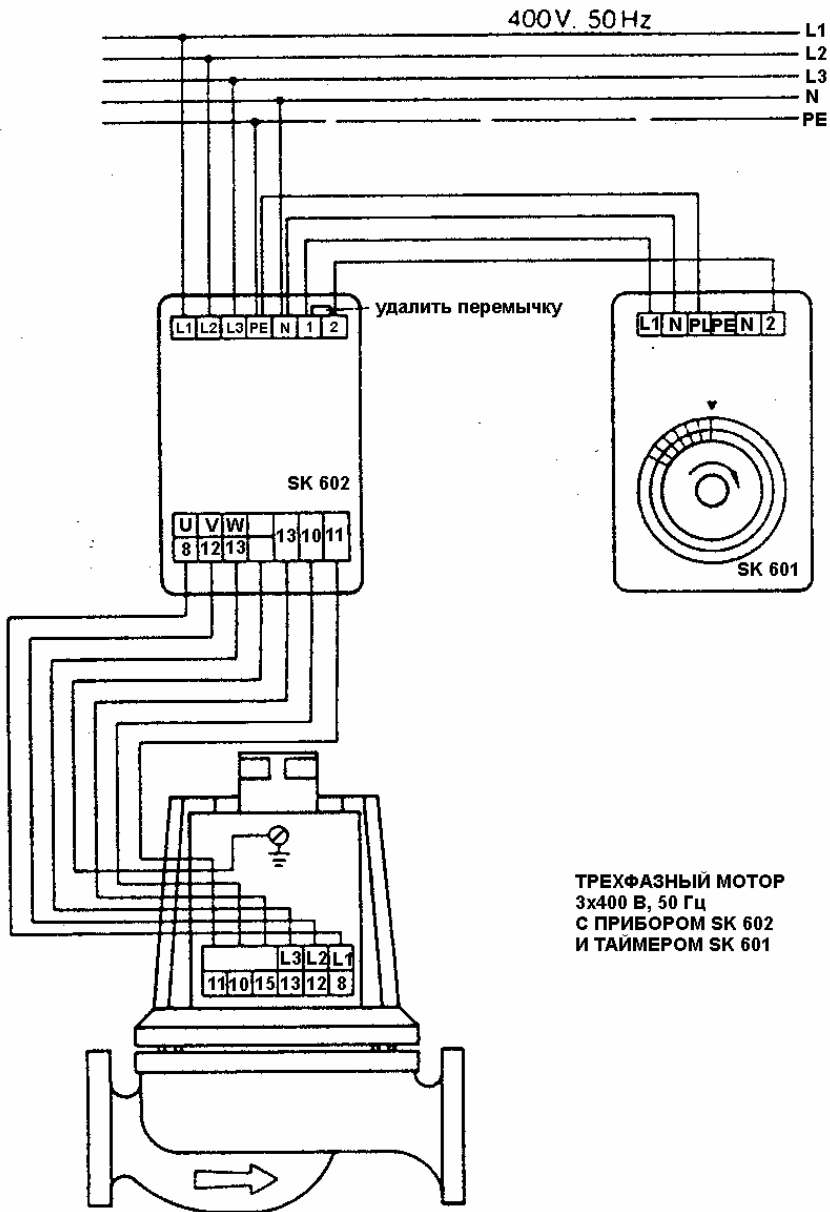 400V. 50Hz
L1
L2
L3
N
PE
удалить перемычку
L1 L2 L3 PE N 1 2
L1 N PL PE N 2
SK 602
U V W
8 12 13 13 10 11
SK 601
ТРЕХФАЗНЫЙ МОТОР
3x400 В, 50 Гц
С ПРИБОРОМ SK 602
И ТАЙМЕРОМ SK 601
L3 L2 L1
11 10 15 13 12 8